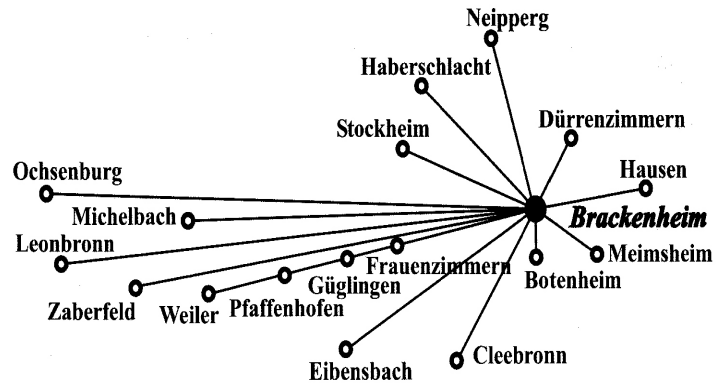 Neipperg
Haberschlacht
Dürrenzimmern
Stockheim
Hausen
Ochsenburg
Michelbach
Brackenheim
Leonbronn
Frauenzimmern
Meimsheim
Güglingen
Botenheim
Zaberfeld
Weiler
Pfaffenhofen
Eibensbach
Cleebronn